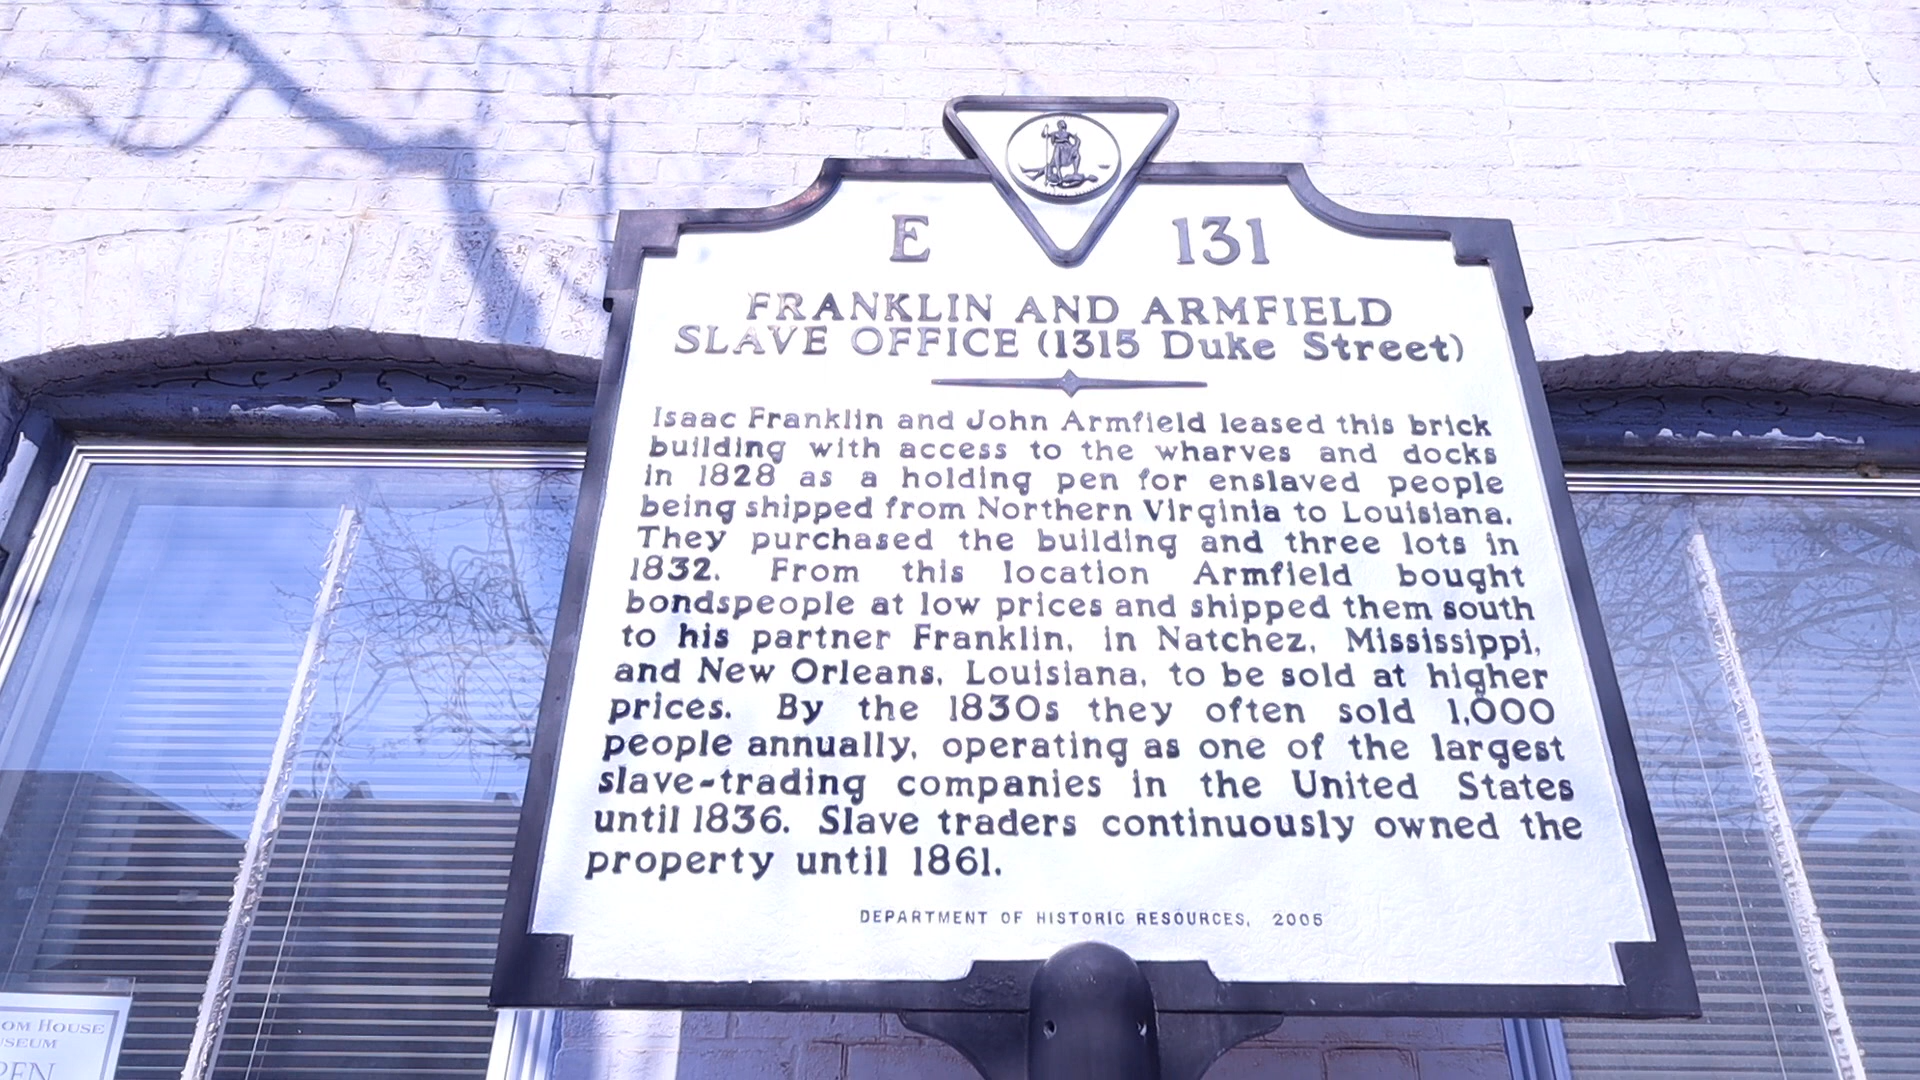 E 131
FRANKLIN AND ARMFIELD
SLAVE OFFICE (1315 Duke Street)
Isaac Franklin and John Armfield leased this brick
building with access to the wharves and docks
in 1828 as a holding pen for enslaved people
being shipped from Northern Virginia to Louisiana.
They purchased the building and three lots in
1832. From this location Armfield bought
bondspeople at low prices and shipped them south
to his partner Franklin, in Natchez, Mississippi,
and New Orleans, Louisiana, to be sold at higher
prices. By the 1830s they often sold 1,000
people annually, operating as one of the largest
slave-trading companies in the United States
until 1836. Slave traders continuously owned the
property until 1861.
DEPARTMENT OF HISTORIC RESOURCES, 2005
OM HOUSE
USEUM
PEN